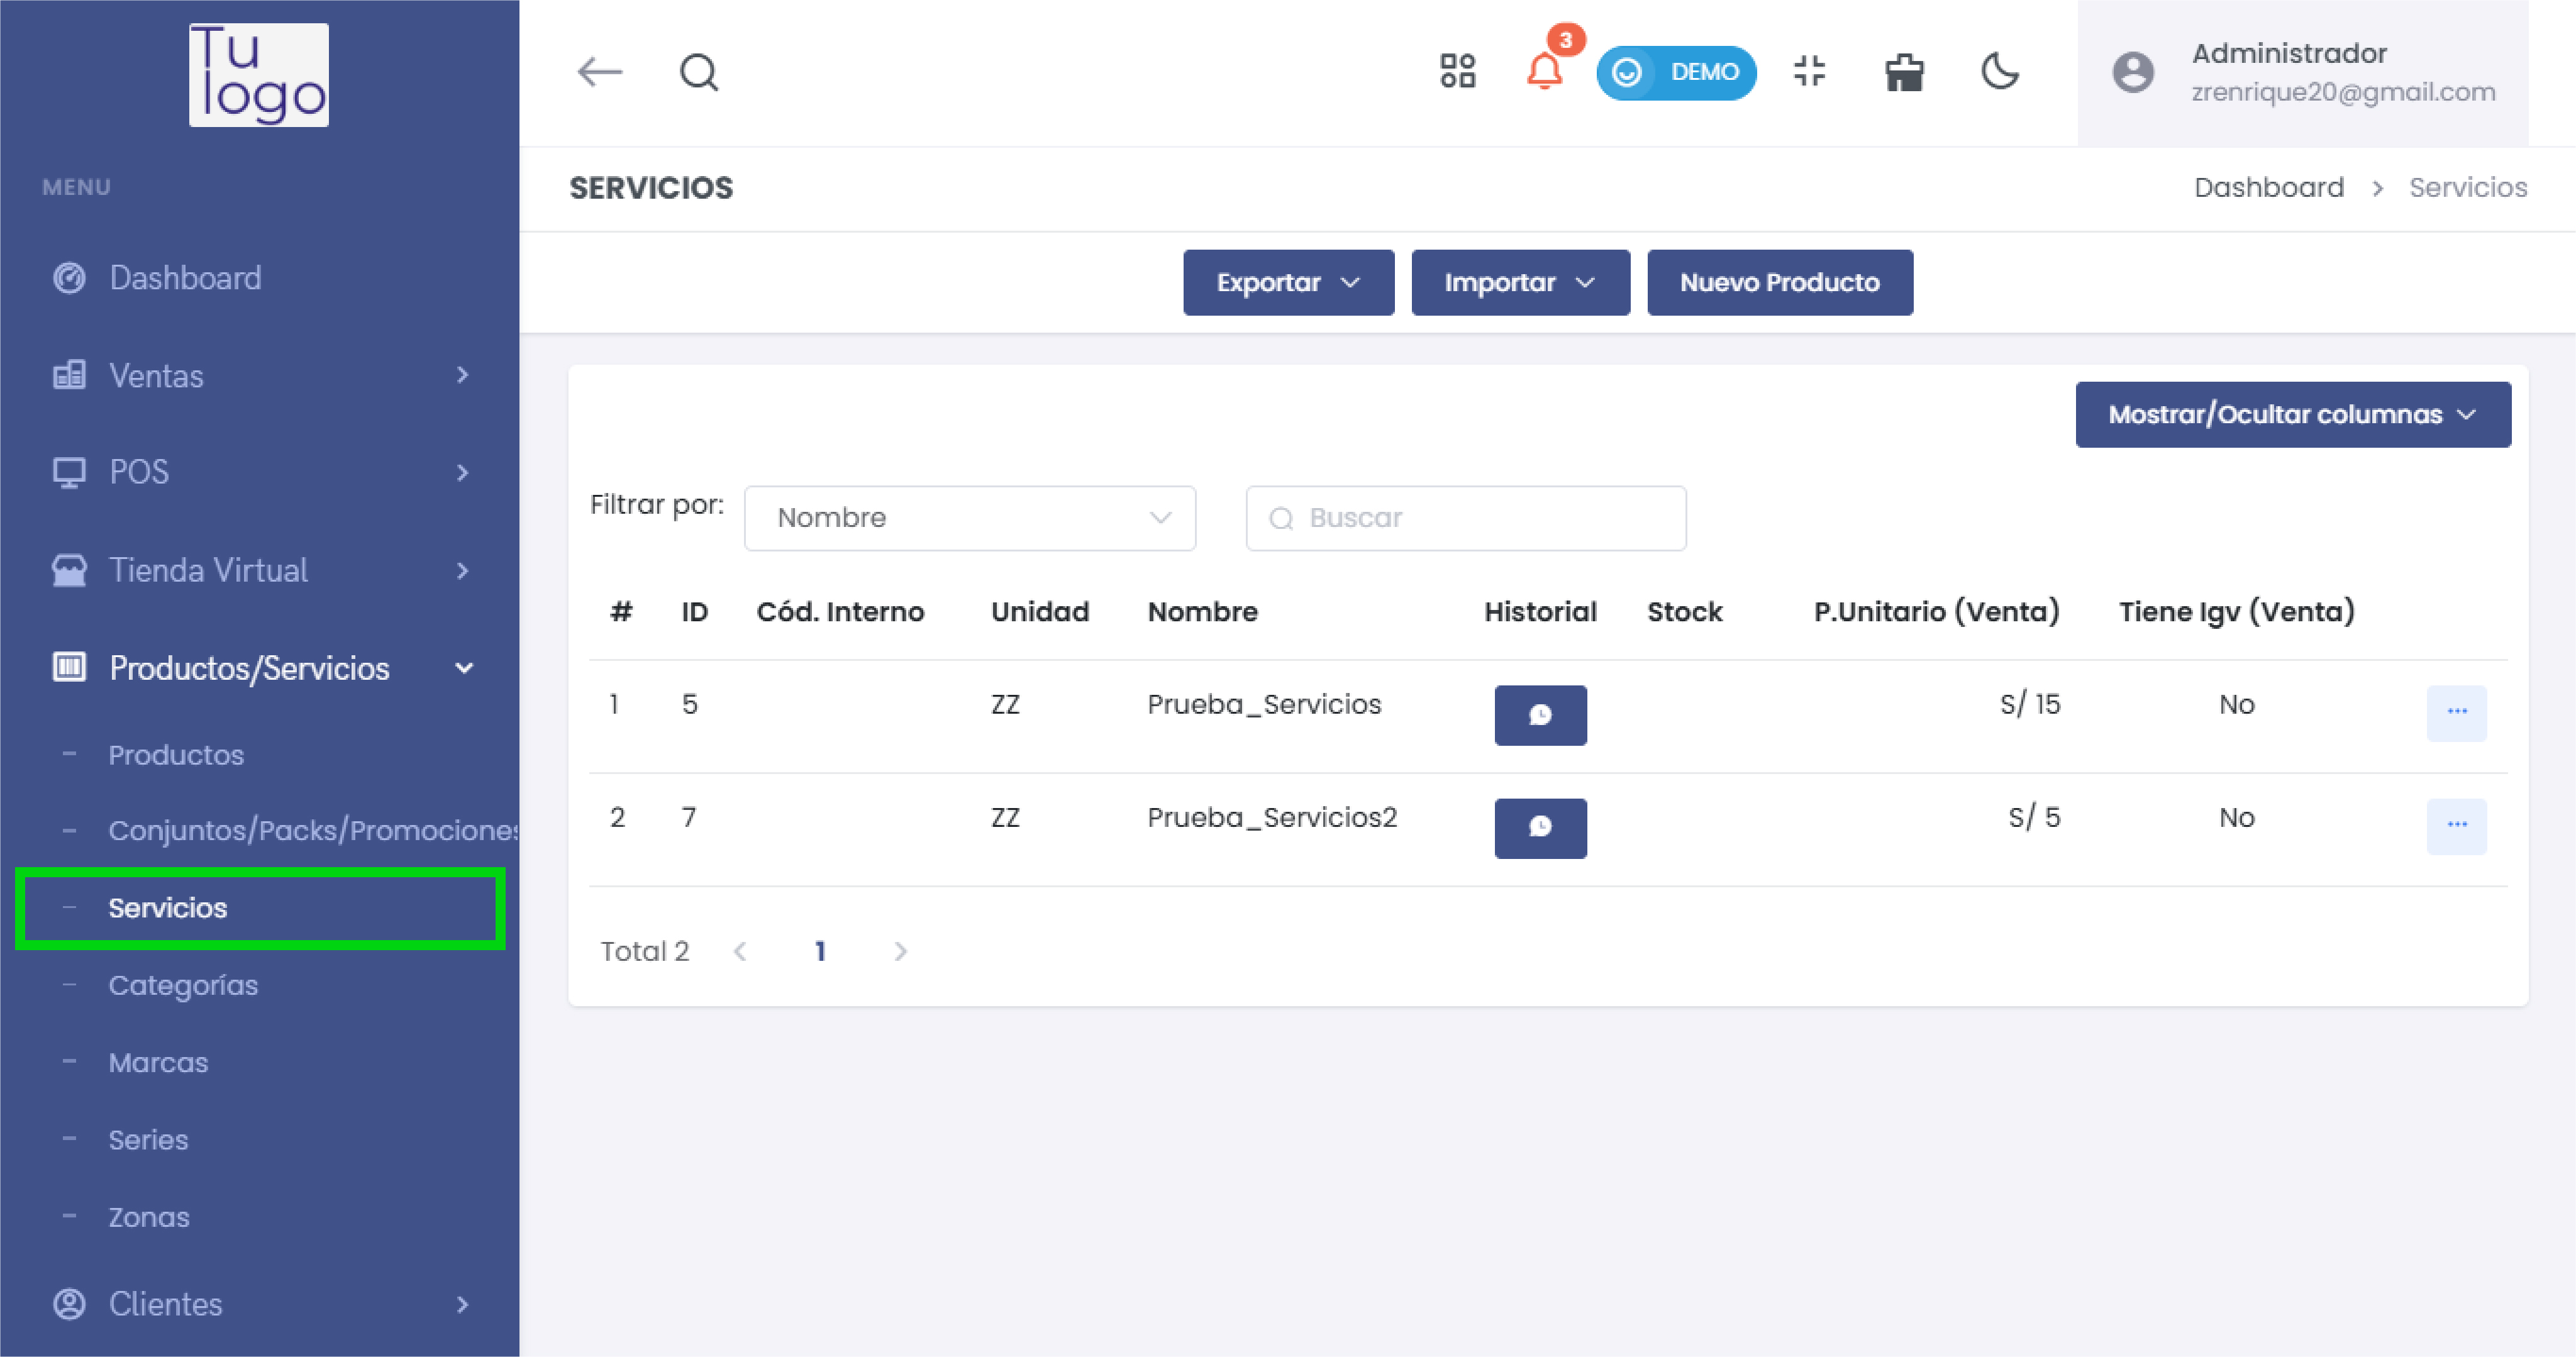 Tu
logo
MENU
Dashboard
Ventas
POS
Tienda Virtual
Productos/Servicios
Productos
Conjuntos/Packs/Promociones
Servicios
Categorías
Marcas
Series
Zonas
Clientes
3
DEMO
Administrador
zrenrique20@gmail.com
SERVICIOS
Dashboard > Servicios
Exportar Importar Nuevo Producto
Mostrar/Ocultar columnas
Filtrar por: Nombre Buscar
# ID Cód. Interno Unidad Nombre Historial Stock P.Unitario (Venta) Tiene Igv (Venta)
1 5 ZZ Prueba_Servicios S/ 15 No ...
2 7 ZZ Prueba_Servicios2 S/ 5 No ...
Total 2 < 1 >